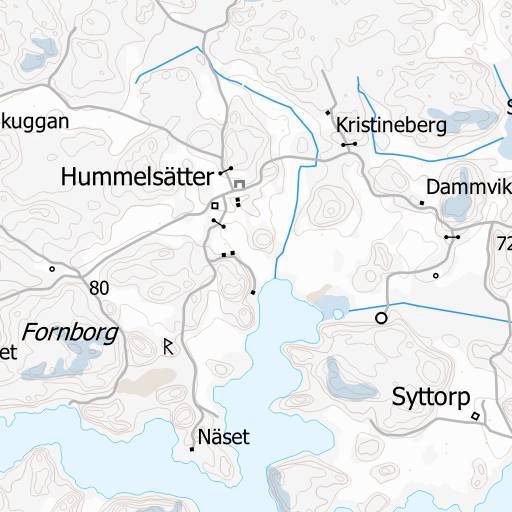 kuggan
Kristineberg
S
Hummelsätter
Dammvik
72
80
Fornborg
et
Syttorp
Näset